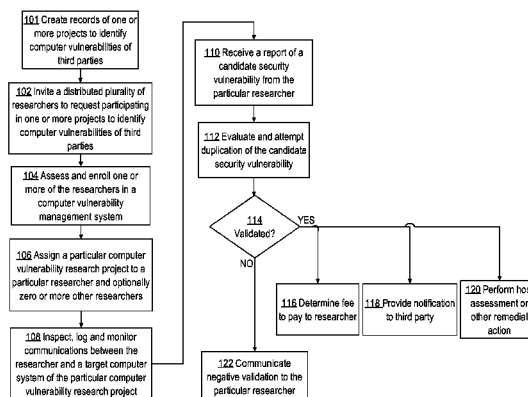 101 Create records of one or
more projects to identify
computer vulnerabilities of
third parties
102 Invite a distributed plurality of
researchers to request participating
in one or more projects to identify
computer vulnerabilities of third
parties
104 Assess and enroll one or
more of the researchers in a
computer vulnerability
management system
106 Assign a particular computer
vulnerability research project to a
particular researcher and optionally
zero or more other researchers
108 Inspect, log and monitor
communications between the
researcher and a target computer
system of the particular computer
vulnerability research project
110 Receive a report of a
candidate security
vulnerability from the
particular researcher
112 Evaluate and attempt
duplication of the candidate
security vulnerability
114
Validated?
YES
NO
116 Determine fee
to pay to researcher
118 Provide notification
to third party
120 Perform hos
assessment or
other remedial
action
122 Communicate
negative validation to the
particular researcher